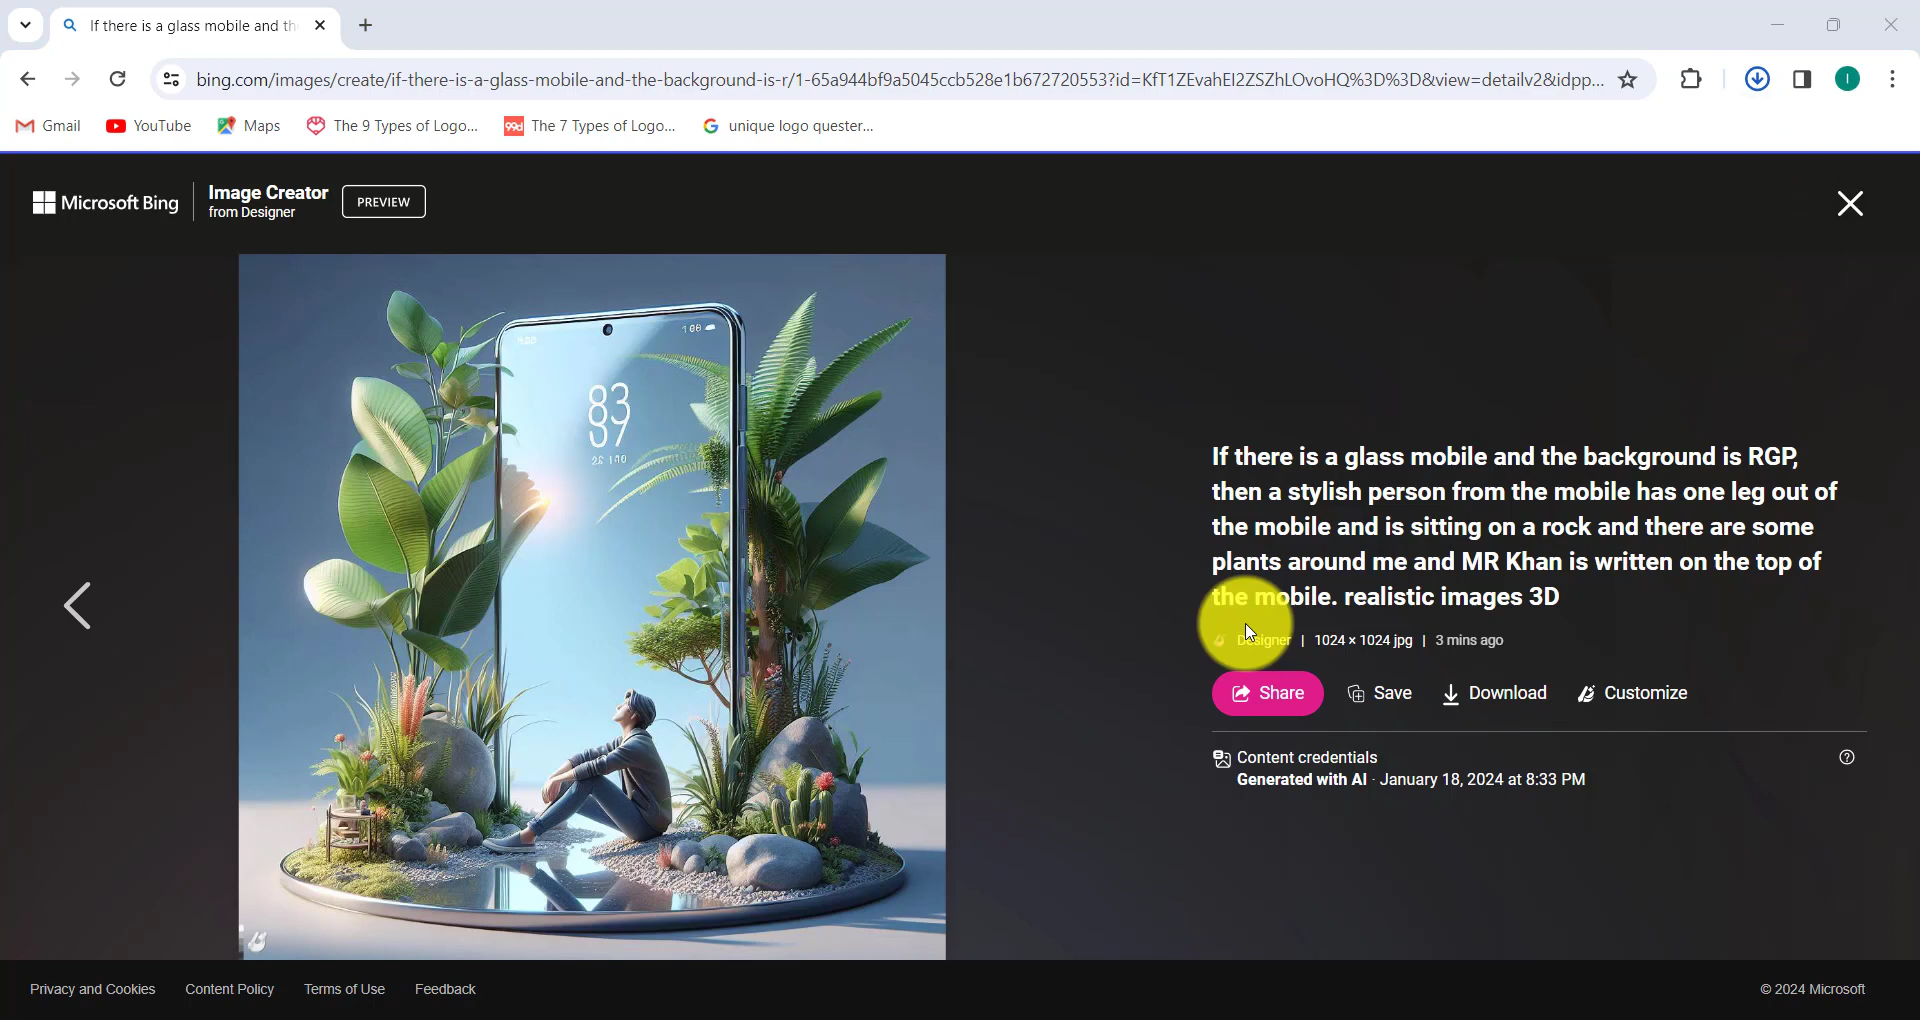 If there is a glass mobile and th
bing.com/images/create/if-there-is-a-glass-mobile-and-the-background-is-r/1-65a944bf9a5045ccb528e1b672720553?id=KfT1ZEvahEI2ZSZhLOvoHQ%3D%3D&view=detailv2&idpp...
I
Gmail
YouTube
Maps
The 9 Types of Logo...
99d
The 7 Types of Logo...
unique logo quester...
Microsoft Bing
Image Creator
from Designer
PREVIEW
83
If there is a glass mobile and the background is RGP,
then a stylish person from the mobile has one leg out of
the mobile and is sitting on a rock and there are some
plants around me and MR Khan is written on the top of
the mobile. realistic images 3D
Designer | 1024 × 1024 jpg | 3 mins ago
Share
Save
Download
Customize
Content credentials
Generated with AI · January 18, 2024 at 8:33 PM
Privacy and Cookies
Content Policy
Terms of Use
Feedback
© 2024 Microsoft